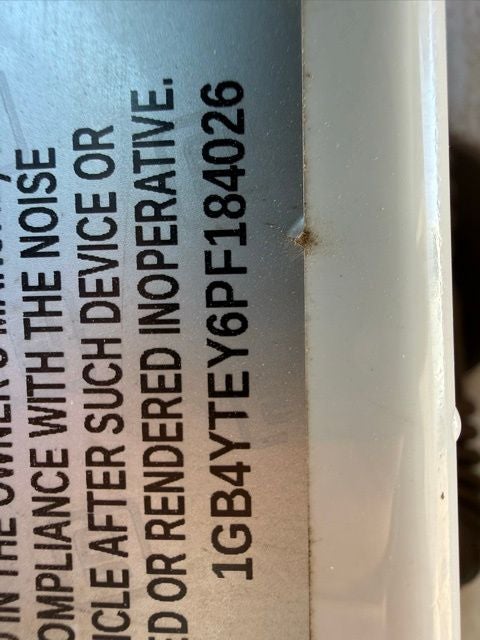 IN THE OWNER'S
OMPLIANCE WITH THE NOISE
ICLE AFTER SUCH DEVICE OR
ED OR RENDERED INOPERATIVE.
1GB4YTEY6PF184026